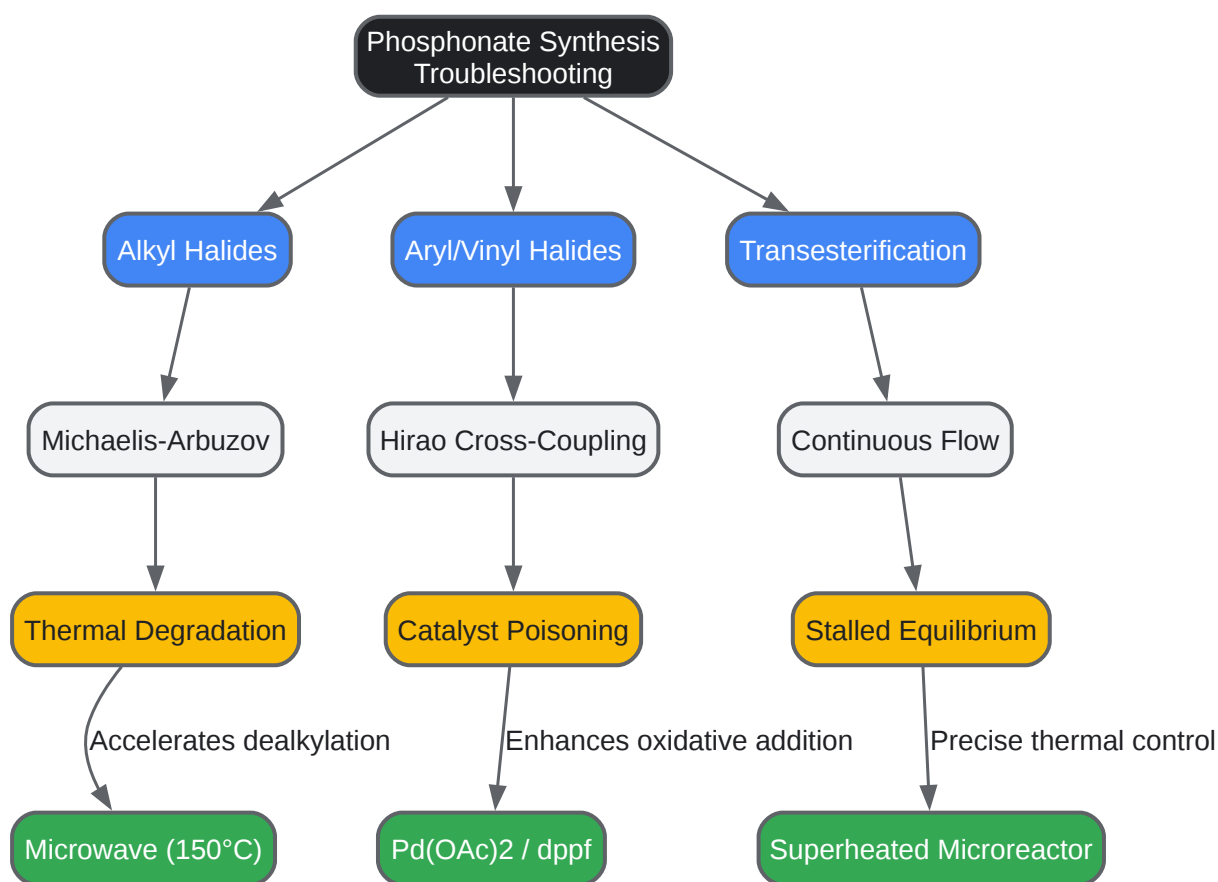 Phosphonate Synthesis
Troubleshooting
Alkyl Halides
Aryl/Vinyl Halides
Transesterification
Michaelis-Arbuzov
Hirao Cross-Coupling
Continuous Flow
Thermal Degradation
Catalyst Poisoning
Stalled Equilibrium
Accelerates dealkylation
Enhances oxidative addition
Precise thermal control
Microwave (150°C)
Pd(OAc)2 / dppf
Superheated Microreactor